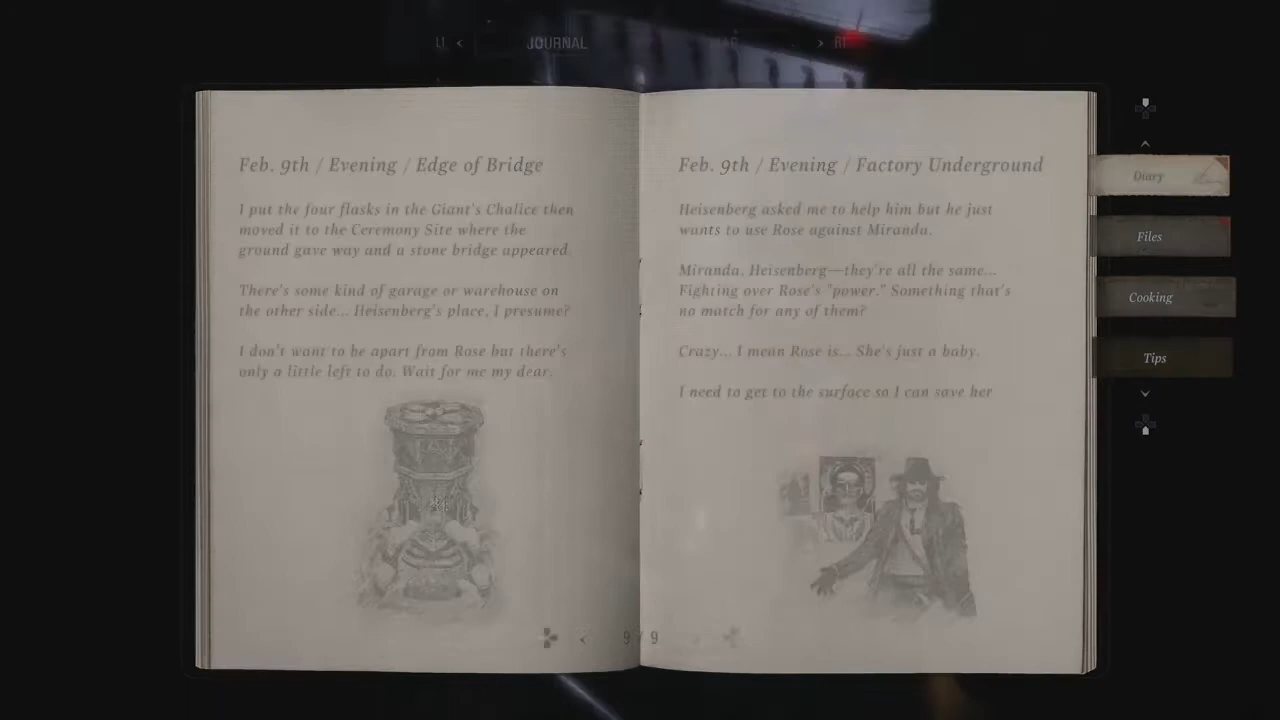 L1
JOURNAL
MAP
R1
Feb. 9th / Evening / Edge of Bridge
I put the four flasks in the Giant's Chalice then
moved it to the Ceremony Site where the
ground gave way and a stone bridge appeared.
There's some kind of garage or warehouse on
the other side... Heisenberg's place, I presume?
I don't want to be apart from Rose but there's
only a little left to do. Wait for me my dear.
Feb. 9th / Evening / Factory Underground
Heisenberg asked me to help him but he just
wants to use Rose against Miranda.
Miranda, Heisenberg—they're all the same...
Fighting over Rose's "power." Something that's
no match for any of them?
Crazy... I mean Rose is... She's just a baby.
I need to get to the surface so I can save her
9 / 9
Diary
Files
Cooking
Tips